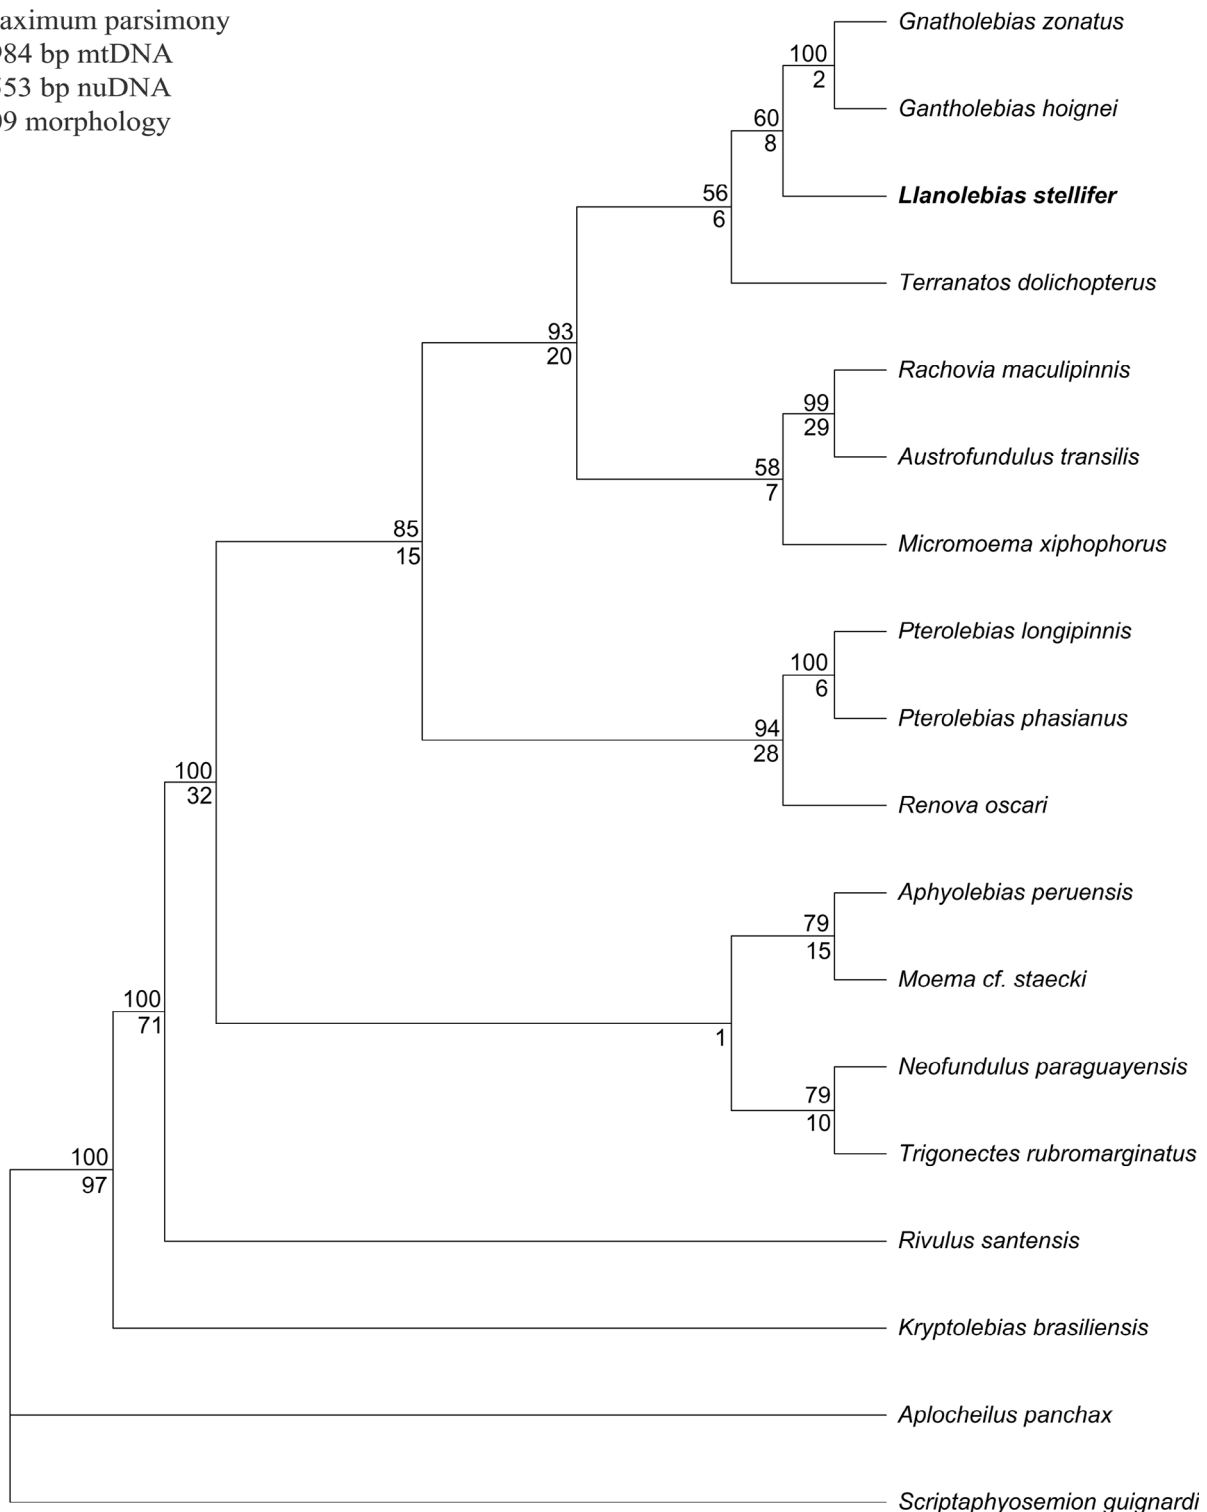 aximum parsimony
984 bp mtDNA
553 bp nuDNA
09 morphology
Gnatholebias zonatus
100
2
Gantholebias hoignei
60
8
Llanolebias stellifer
56
6
Terranatos dolichopterus
93
20
Rachovia maculipinnis
99
29
Austrofundulus transilis
58
7
Micromoema xiphophorus
85
15
Pterolebias longipinnis
100
6
Pterolebias phasianus
94
28
Renova oscari
100
32
Aphyolebias peruensis
79
15
Moema cf. staecki
100
71
1
Neofundulus paraguayensis
79
10
Trigonectes rubromarginatus
100
97
Rivulus santensis
Kryptolebias brasiliensis
Aplocheilus panchax
Scriptaphyosemion guignardi